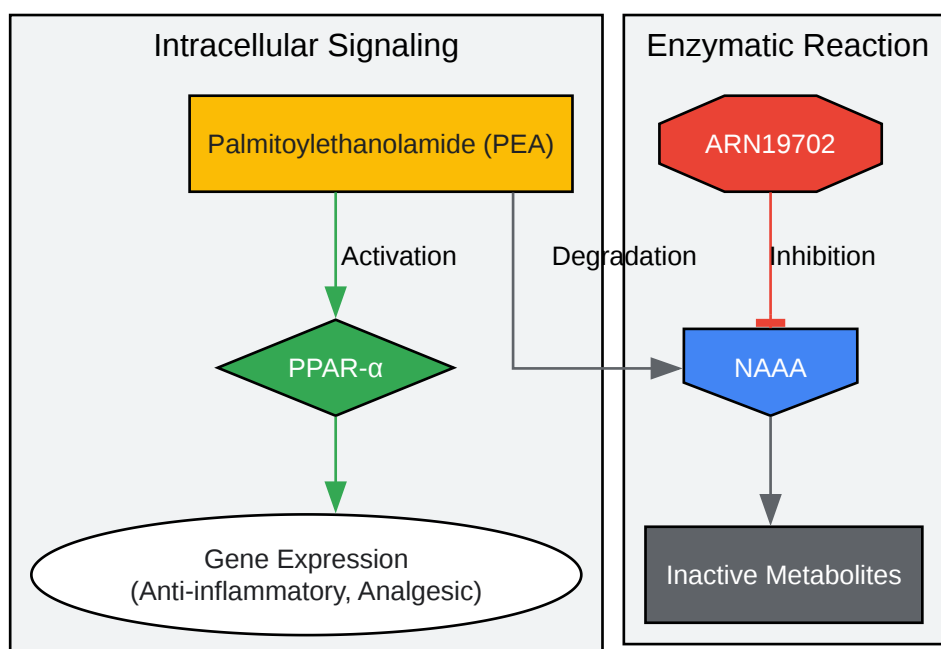 Intracellular Signaling
Enzymatic Reaction
Palmitoylethanolamide (PEA)
ARN19702
Activation
Degradation
Inhibition
PPAR-α
NAAA
Gene Expression
(Anti-inflammatory, Analgesic)
Inactive Metabolites